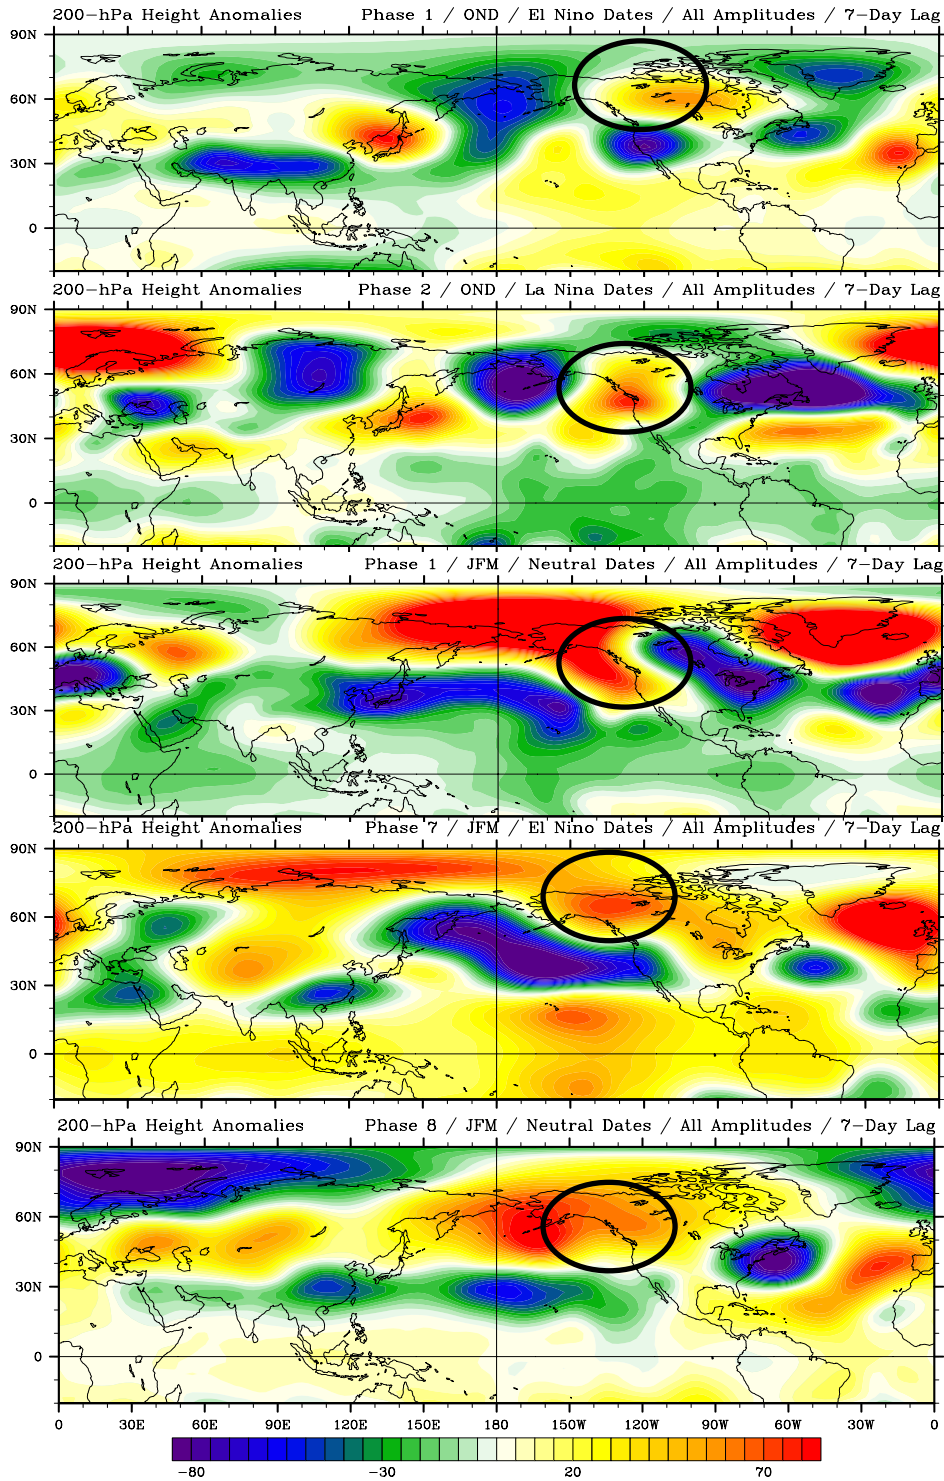 200-hPa Height Anomalies Phase 1 / OND / El Nino Dates / All Amplitudes / 7-Day Lag
90N
60N
30N
0
200-hPa Height Anomalies Phase 2 / OND / La Nina Dates / All Amplitudes / 7-Day Lag
90N
60N
30N
0
200-hPa Height Anomalies Phase 1 / JFM / Neutral Dates / All Amplitudes / 7-Day Lag
90N
60N
30N
0
200-hPa Height Anomalies Phase 7 / JFM / El Nino Dates / All Amplitudes / 7-Day Lag
90N
60N
30N
0
200-hPa Height Anomalies Phase 8 / JFM / Neutral Dates / All Amplitudes / 7-Day Lag
90N
60N
30N
0
0 30E 60E 90E 120E 150E 180 150W 120W 90W 60W 30W 0
-80 -30 20 70